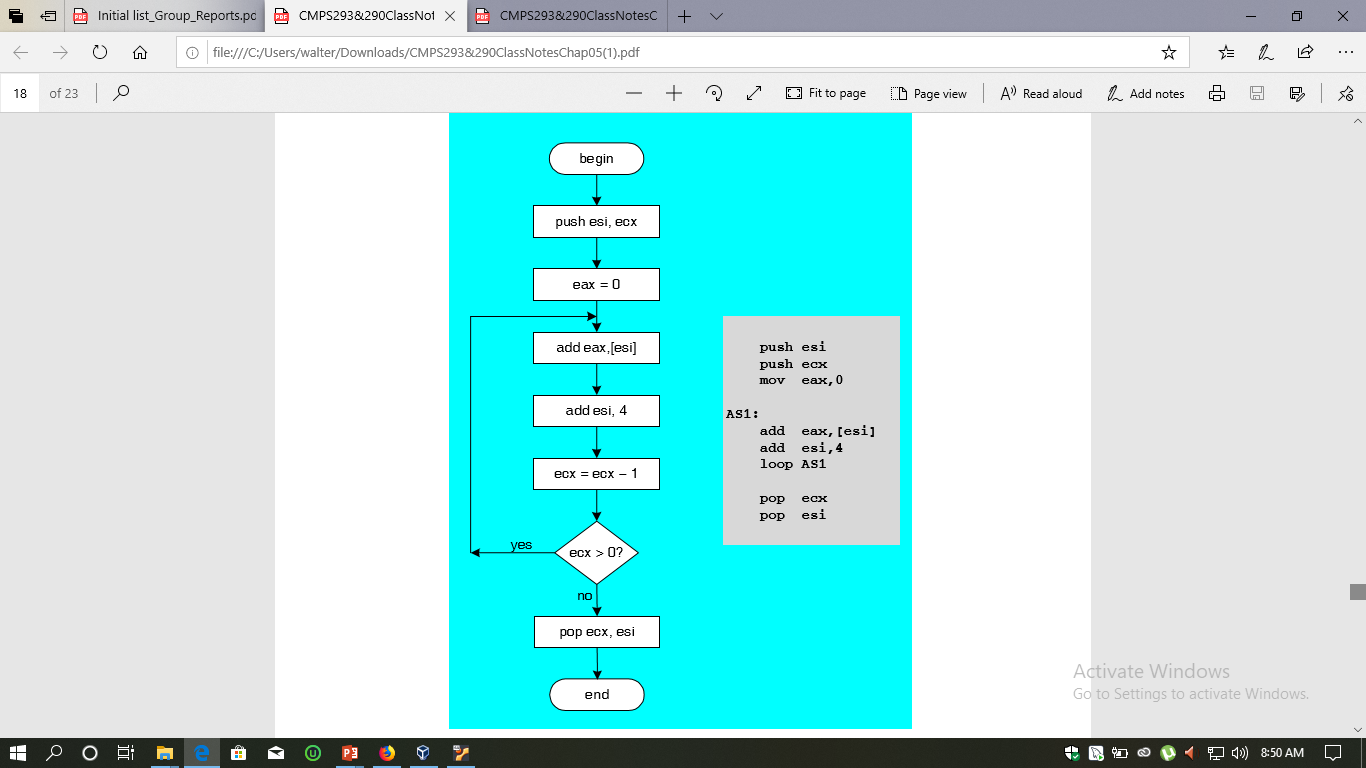 Initial list_Group_Reports.pd
CMPS293&290ClassNot
CMPS293&290ClassNotesC
file:///C:/Users/walter/Downloads/CMPS293&290ClassNotesChap05(1).pdf
18 of 23
Fit to page
Page view
Read aloud
Add notes
begin
push esi, ecx
eax = 0
add eax,[esi]
add esi, 4
ecx = ecx – 1
yes
ecx > 0?
no
pop ecx, esi
end
push esi
push ecx
mov eax,0
AS1:
add eax,[esi]
add esi,4
loop AS1
pop ecx
pop esi
Activate Windows
Go to Settings to activate Windows.
8:50 AM